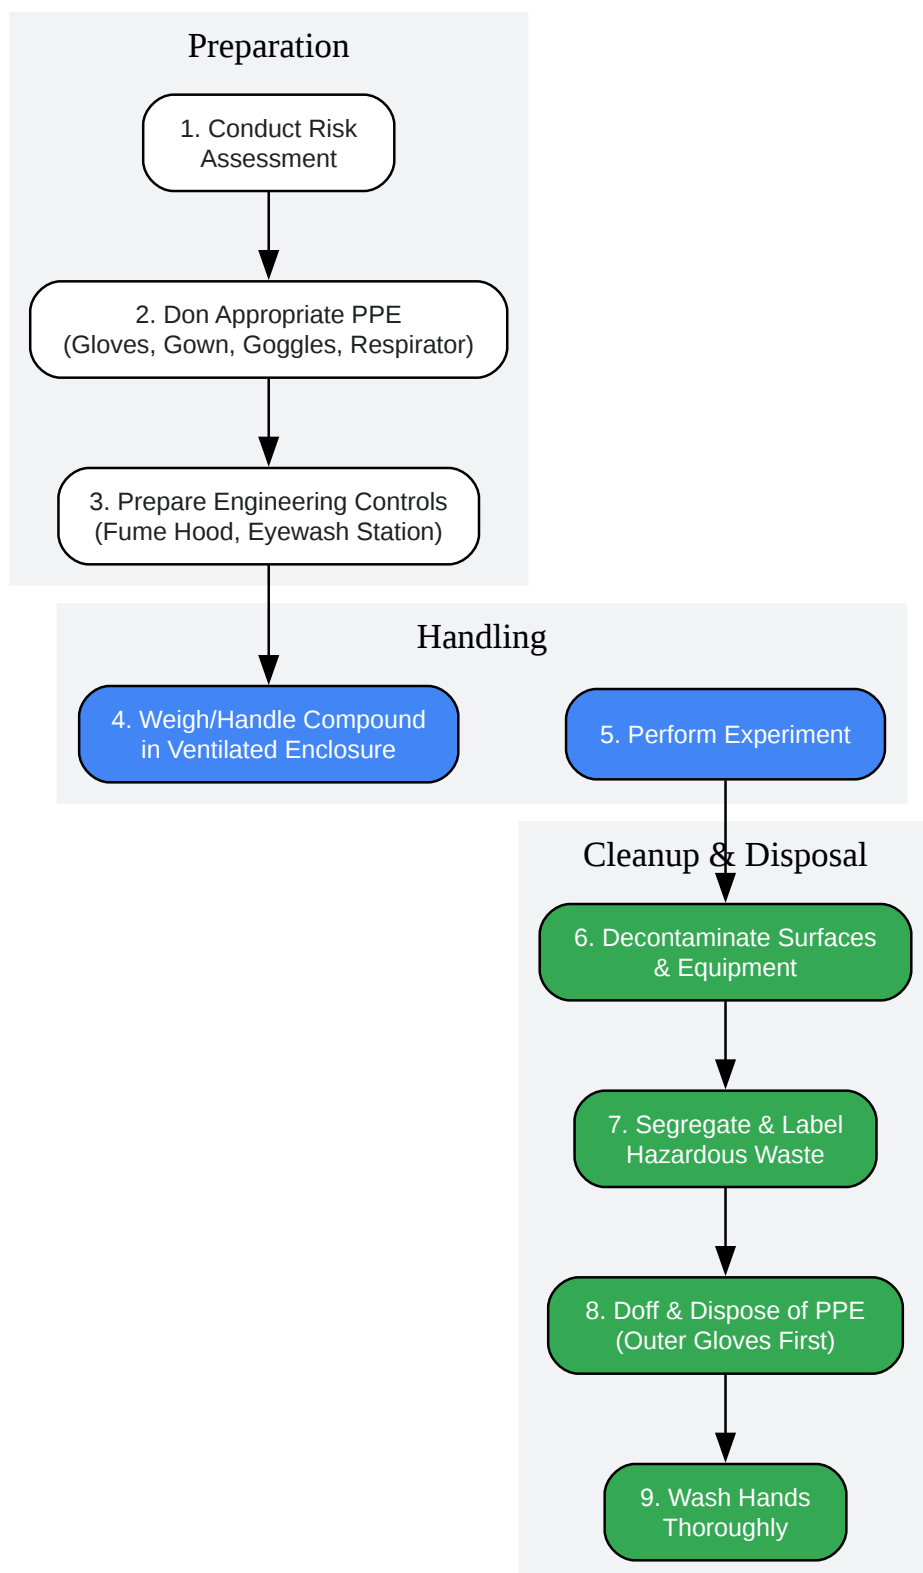 Preparation
1. Conduct Risk
Assessment
2. Don Appropriate PPE
(Gloves, Gown, Goggles, Respirator)
3. Prepare Engineering Controls
(Fume Hood, Eyewash Station)
Handling
4. Weigh/Handle Compound
in Ventilated Enclosure
5. Perform Experiment
Cleanup & Disposal
6. Decontaminate Surfaces
& Equipment
7. Segregate & Label
Hazardous Waste
8. Doff & Dispose of PPE
(Outer Gloves First)
9. Wash Hands
Thoroughly